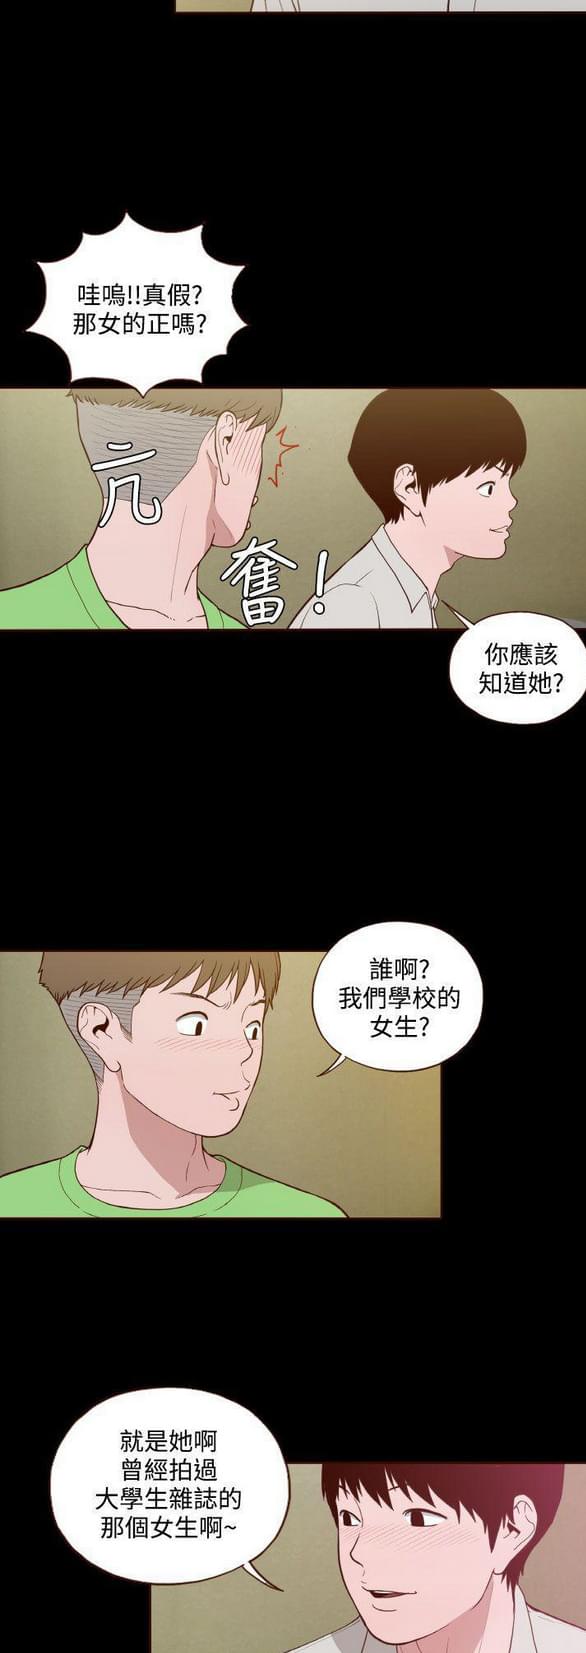 哇嗚!!真假?
那女的正嗎?
亢
奮!
你應該
知道她?
誰啊?
我們學校的
女生?
就是她啊
曾經拍過
大學生雜誌的
那個女生啊~